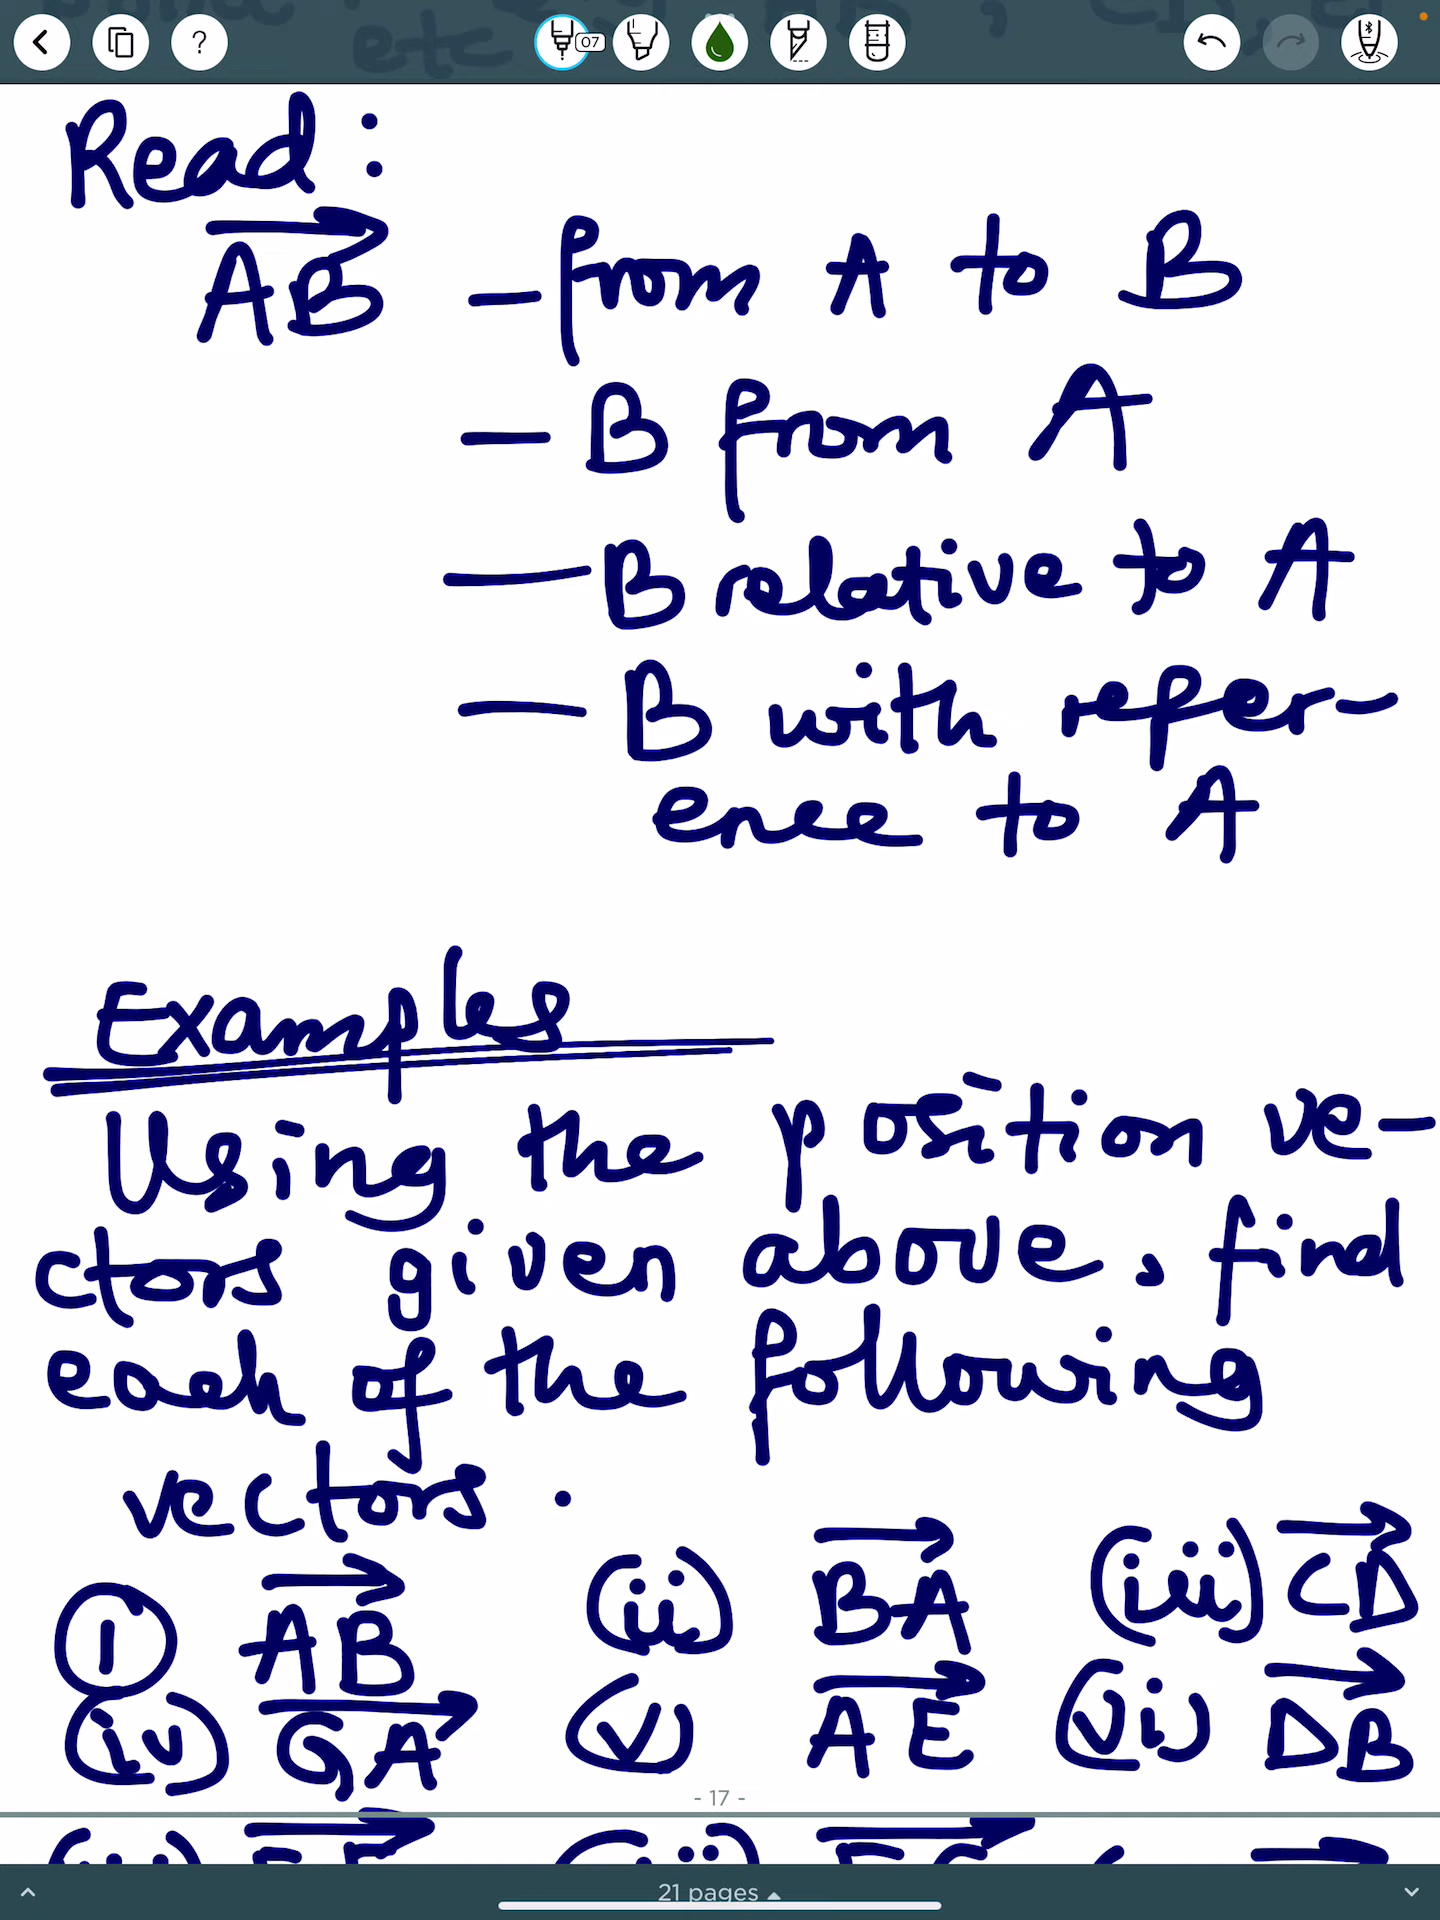 etc
07
?
Read :
AB - from A to B
- B from A
- B relative to A
- B with refer-
ence to A
Examples
Using the position ve-
ctors given above, find
each of the following
vectors.
(i) AB (ii) BA (iii) CD
(iv) GA (v) AE (vi) DB
- 17 -
21 pages